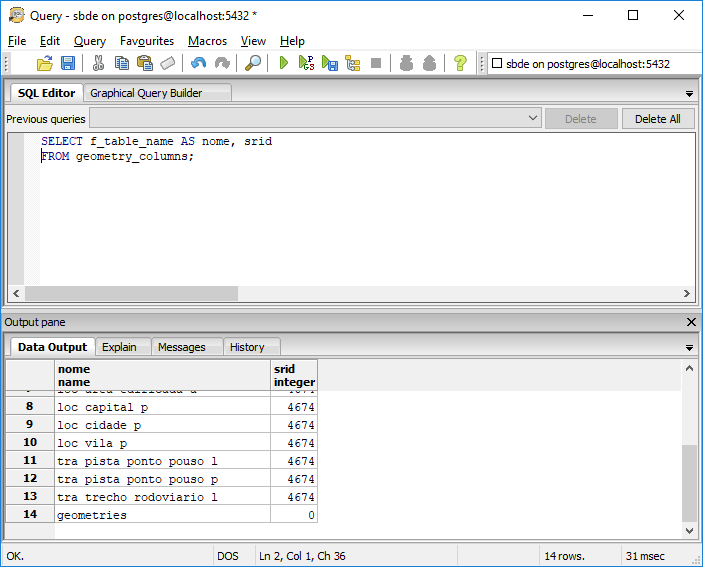 Query - sbde on postgres@localhost:5432 *
File Edit Query Favourites Macros View Help
sbde on postgres@localhost:5432
SQL Editor Graphical Query Builder
Previous queries Delete Delete All
SELECT f_table_name AS nome, srid
FROM geometry_columns;
Output pane
Data Output Explain Messages History
nome srid
name integer
7 loc area edificada a 4674
8 loc capital p 4674
9 loc cidade p 4674
10 loc vila p 4674
11 tra pista ponto pouso l 4674
12 tra pista ponto pouso p 4674
13 tra trecho rodoviario l 4674
14 geometries 0
OK. DOS Ln 2, Col 1, Ch 36 14 rows. 31 msec